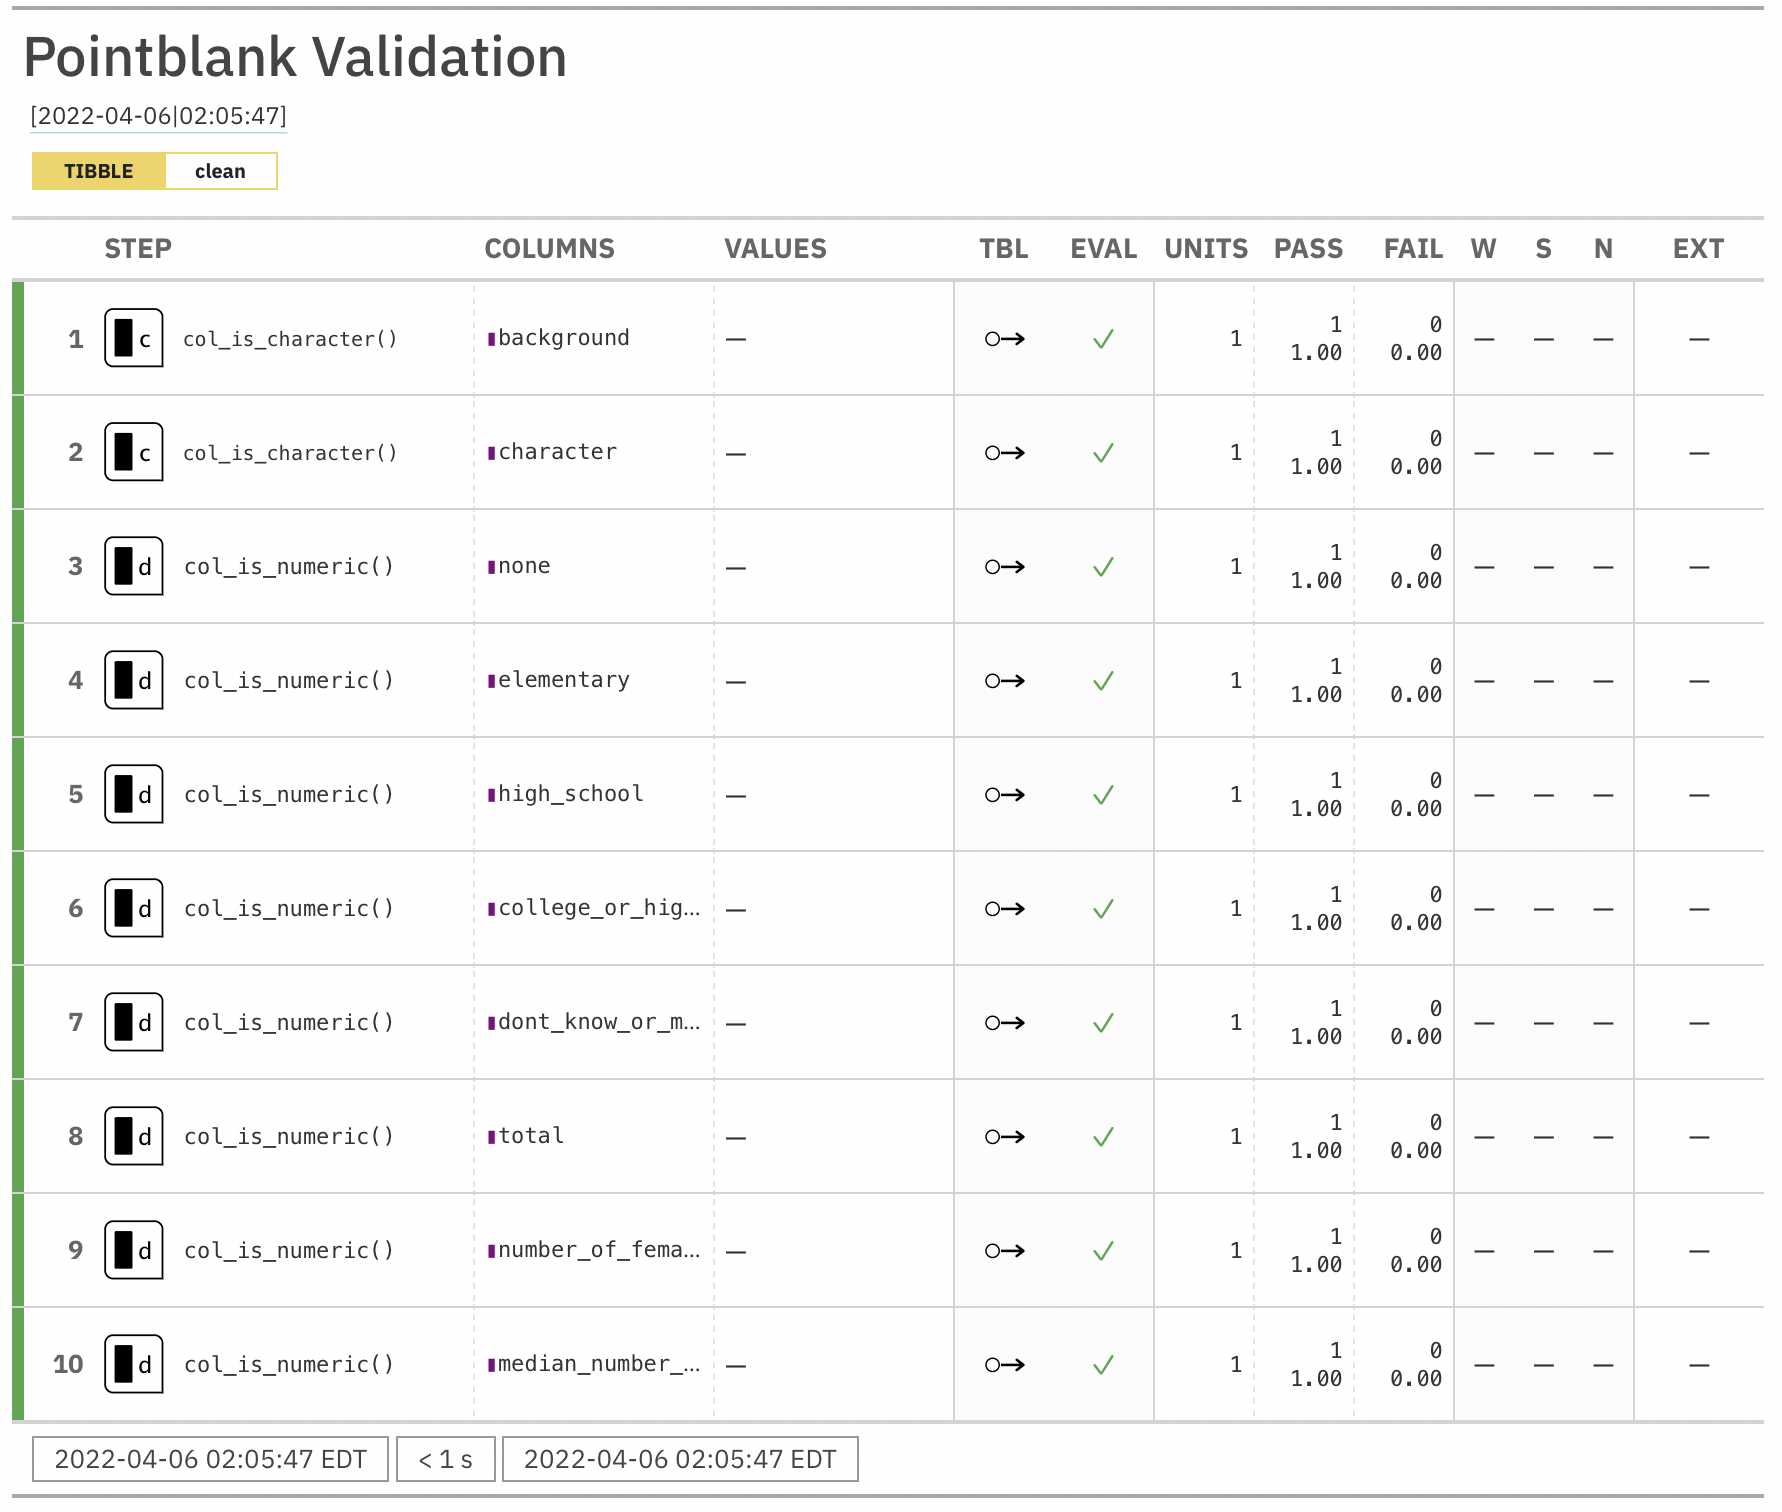 Pointblank Validation
[2022-04-06|02:05:47]
TIBBLE clean
STEP COLUMNS VALUES TBL EVAL UNITS PASS FAIL W S N EXT
1 c col_is_character() background — 1 1 1.00 0 0.00 — — — —
2 c col_is_character() character — 1 1 1.00 0 0.00 — — — —
3 d col_is_numeric() none — 1 1 1.00 0 0.00 — — — —
4 d col_is_numeric() elementary — 1 1 1.00 0 0.00 — — — —
5 d col_is_numeric() high_school — 1 1 1.00 0 0.00 — — — —
6 d col_is_numeric() college_or_hig… — 1 1 1.00 0 0.00 — — — —
7 d col_is_numeric() dont_know_or_m… — 1 1 1.00 0 0.00 — — — —
8 d col_is_numeric() total — 1 1 1.00 0 0.00 — — — —
9 d col_is_numeric() number_of_fema… — 1 1 1.00 0 0.00 — — — —
10 d col_is_numeric() median_number_… — 1 1 1.00 0 0.00 — — — —
2022-04-06 02:05:47 EDT < 1 s 2022-04-06 02:05:47 EDT